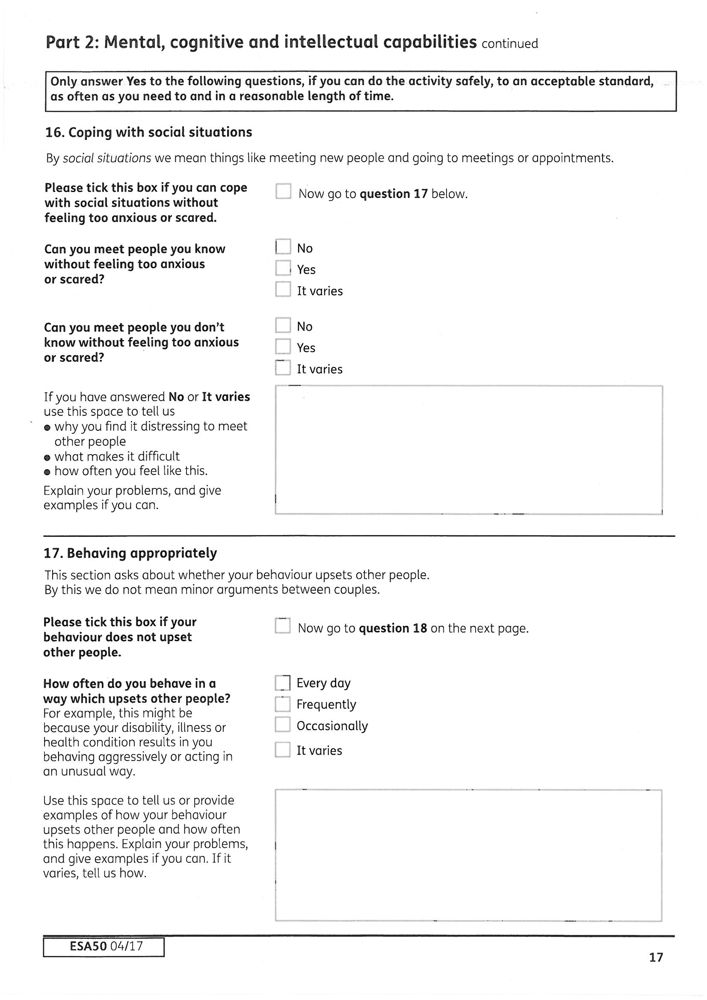 Part 2: Mental, cognitive and intellectual capabilities continued
Only answer Yes to the following questions, if you can do the activity safely, to an acceptable standard,
as often as you need to and in a reasonable length of time.
16. Coping with social situations
By social situations we mean things like meeting new people and going to meetings or appointments.
Please tick this box if you can cope
with social situations without
feeling too anxious or scared.
Now go to question 17 below.
Can you meet people you know
without feeling too anxious
or scared?
No
Yes
It varies
Can you meet people you don't
know without feeling too anxious
or scared?
No
Yes
It varies
If you have answered No or It varies
use this space to tell us
• why you find it distressing to meet
other people
• what makes it difficult
• how often you feel like this.
Explain your problems, and give
examples if you can.
17. Behaving appropriately
This section asks about whether your behaviour upsets other people.
By this we do not mean minor arguments between couples.
Please tick this box if your
behaviour does not upset
other people.
Now go to question 18 on the next page.
How often do you behave in a
way which upsets other people?
For example, this might be
because your disability, illness or
health condition results in you
behaving aggressively or acting in
an unusual way.
Every day
Frequently
Occasionally
It varies
Use this space to tell us or provide
examples of how your behaviour
upsets other people and how often
this happens. Explain your problems,
and give examples if you can. If it
varies, tell us how.
ESA50 04/17
17